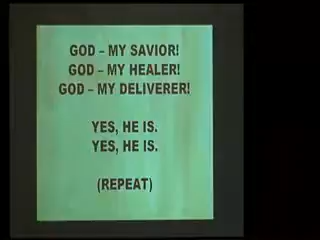 GOD – MY SAVIOR!
GOD – MY HEALER!
GOD – MY DELIVERER!
YES, HE IS.
YES, HE IS.
(REPEAT)